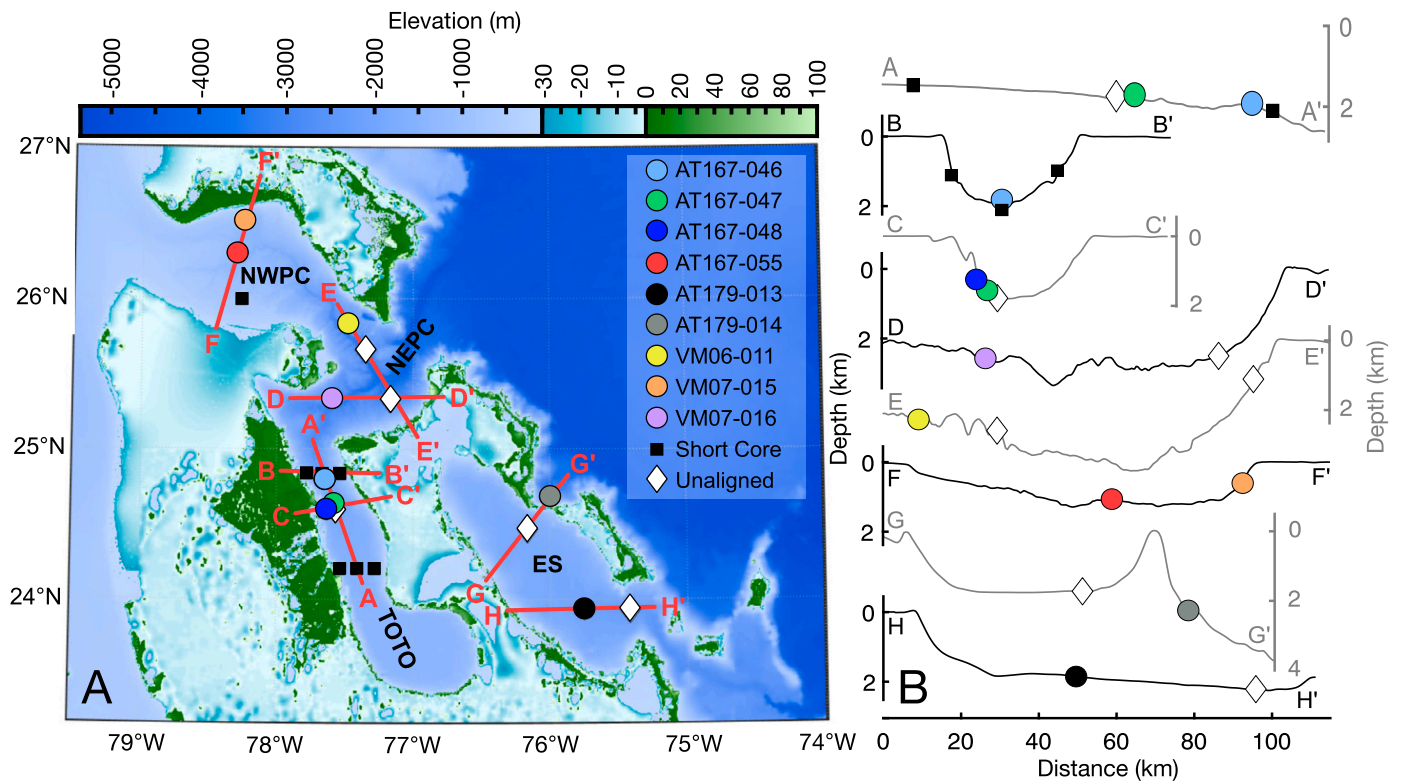 Elevation (m)
-5000 -4000 -3000 -2000 -1000 -30 -20 -10 0 20 40 60 80 100
27°N
26°N
25°N
24°N
79°W 78°W 77°W 76°W 75°W 74°W
F'
NWPC
F
E
NEPC
D
D'
A'
E'
B
B'
C'
C
G'
ES
G
A
H
H'
TOTO
A
AT167-046
AT167-047
AT167-048
AT167-055
AT179-013
AT179-014
VM06-011
VM07-015
VM07-016
Short Core
Unaligned
A
A'
0
2
B
B'
0
2
C
C'
0
2
0
D
D'
2
E
E'
0
2
0
F
F'
2
G
G'
0
2
4
0
H
H'
2
B
Depth (km)
Depth (km)
0 20 40 60 80 100
Distance (km)